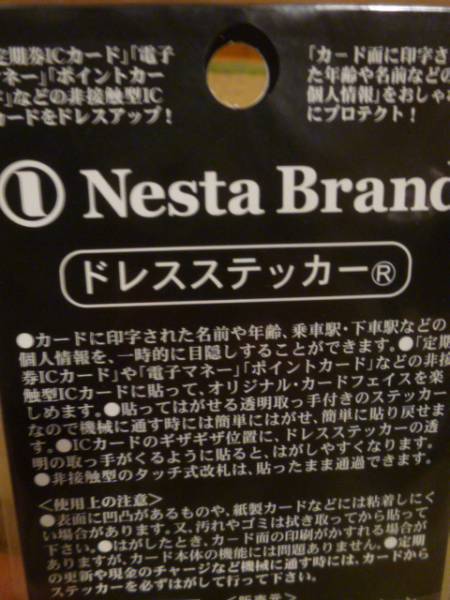 定期券ICカード」「電子
マネー」「ポイントカー
ド」などの非接触型IC
カードをドレスアップ！
「カード面に印字さ
た年齢や名前などの
個人情報」をおしゃ
にプロテクト！
Nesta Brand
ドレスステッカー®
●カードに印字された名前や年齢、乗車駅・下車駅などの
個人情報を、一時的に目隠しすることができます。●「定期
券ICカード」や「電子マネー」「ポイントカード」などの非接
触型ICカードに貼って、オリジナル・カードフェイスを楽
しめます。●貼ってはがせる透明取っ手付きのステッカー
なので機械に通す時には簡単にはがせ、簡単に貼り戻せま
す。●ICカードのギザギザ位置に、ドレスステッカーの透
明の取っ手がくるように貼ると、はがしやすくなります。
●非接触型のタッチ式改札は、貼ったまま通過できます。
＜使用上の注意＞
●表面に凹凸があるものや、紙製カードなどには粘着しにく
い場合があります。又、汚れやゴミは拭き取ってから貼って
下さい。●はがしたとき、カード面の印刷がかすれる場合が
ありますが、カード本体の機能には問題ありません。●定期
の更新や現金のチャージなど機械に通す時には、カードから
ステッカーを必ずはがして行って下さい。
＜販売元＞